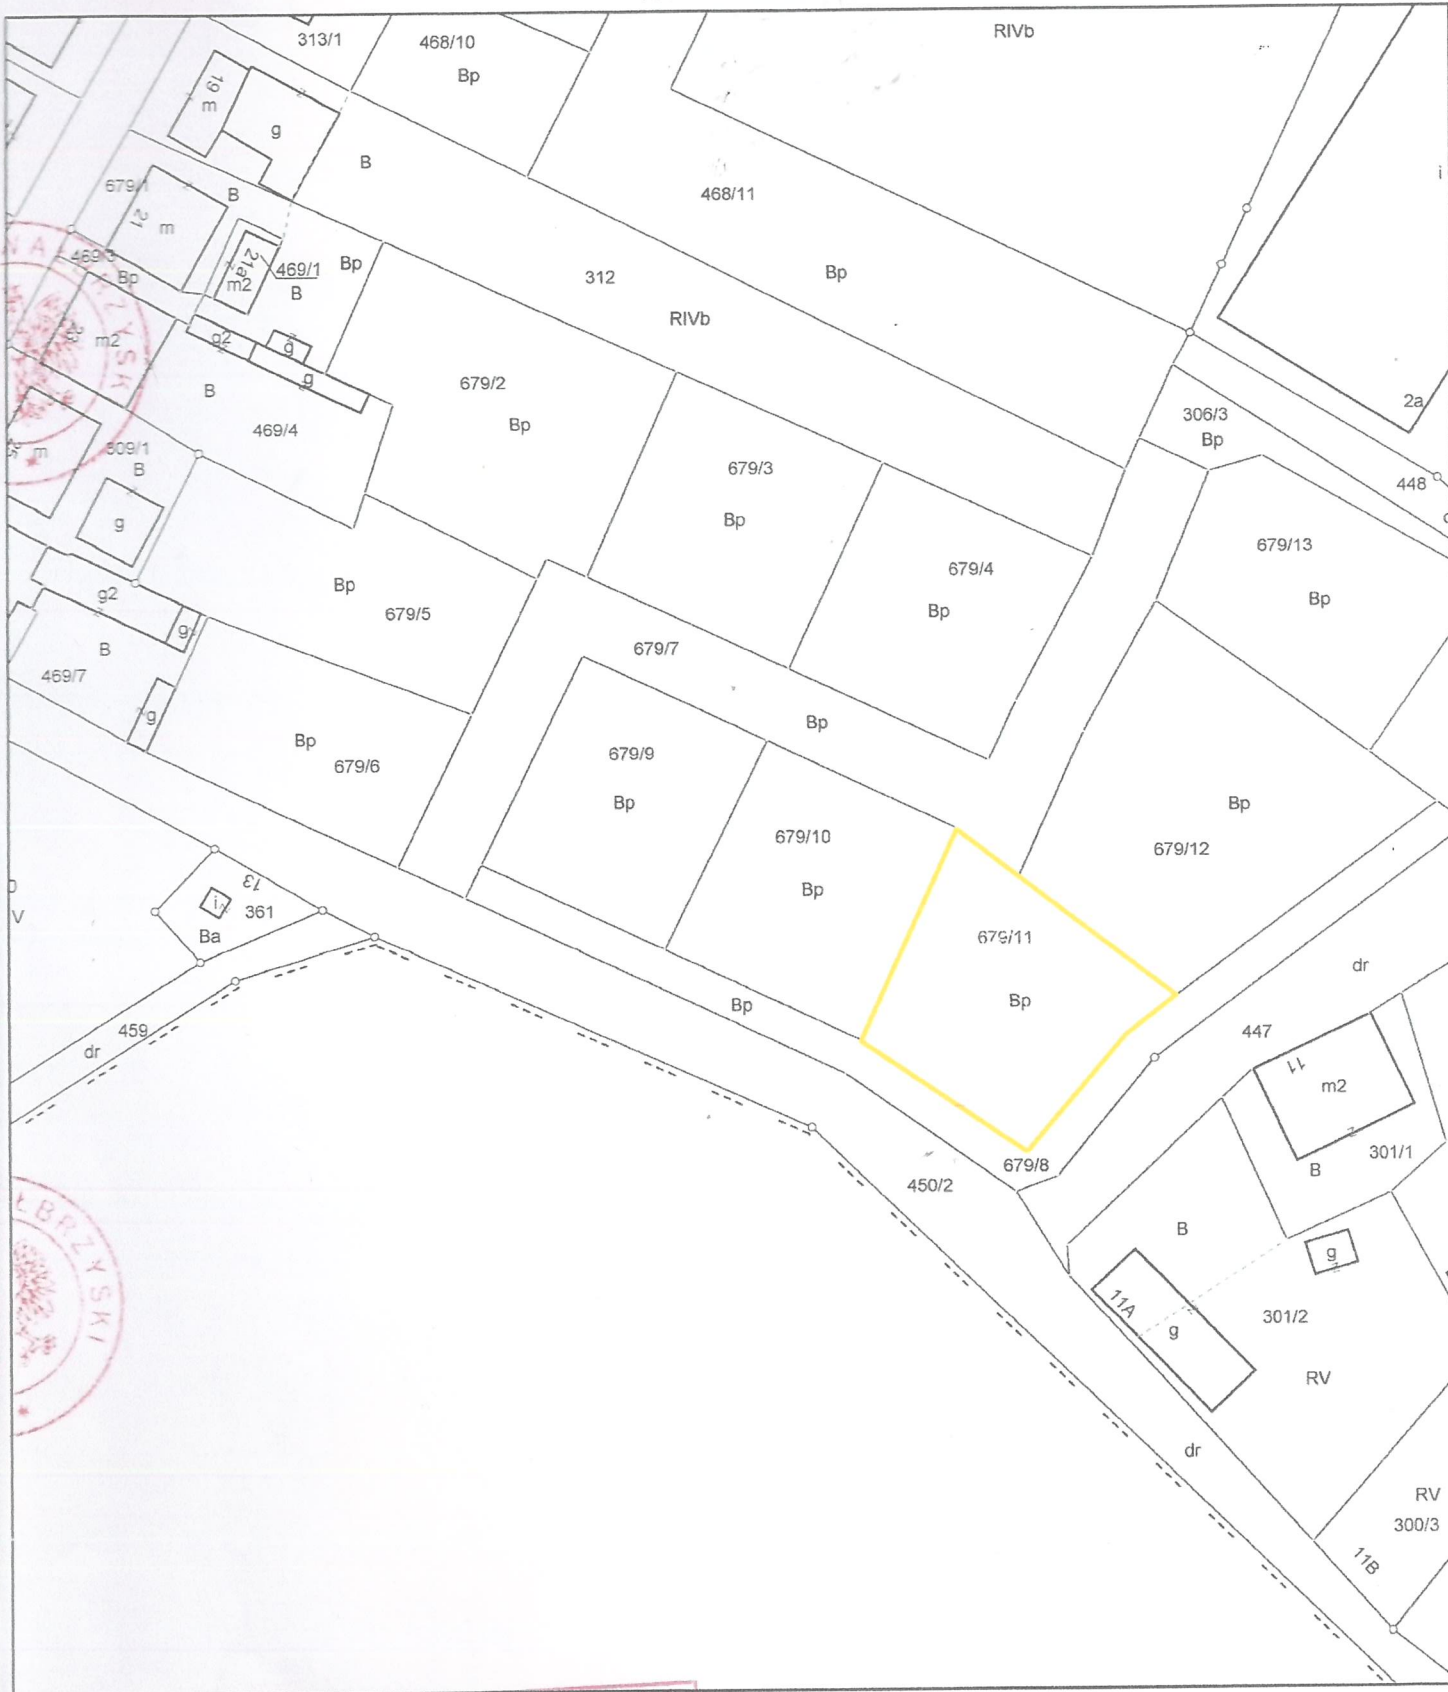 313/1
468/10
Bp
RIVb
19
m
g
B
468/11
i
679/1
B
21
m
469/3
Bp
21a
m2
469/1
B
Bp
312
Bp
RIVb
m2
g2
g
g
B
679/2
Bp
2a
306/3
Bp
469/4
m
809/1
B
g
679/3
Bp
448
679/13
Bp
679/4
Bp
g2
g
Bp
679/5
B
469/7
g
679/7
Bp
Bp
679/6
679/9
Bp
679/10
Bp
Bp
679/12
13
i
361
Ba
V
679/11
Bp
dr
Bp
459
dr
447
11
m2
301/1
B
679/8
450/2
B
g
11A
g
301/2
RV
dr
RV
300/3
11B
NA
RZYSK
ŁBRZYSKI